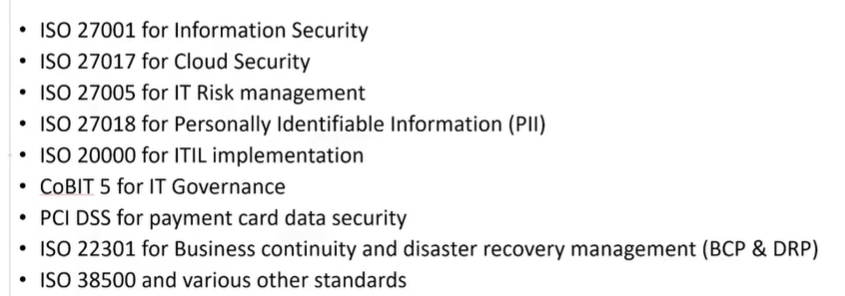 • ISO 27001 for Information Security
• ISO 27017 for Cloud Security
• ISO 27005 for IT Risk management
• ISO 27018 for Personally Identifiable Information (PII)
• ISO 20000 for ITIL implementation
• CoBIT 5 for IT Governance
• PCI DSS for payment card data security
• ISO 22301 for Business continuity and disaster recovery management (BCP & DRP)
• ISO 38500 and various other standards